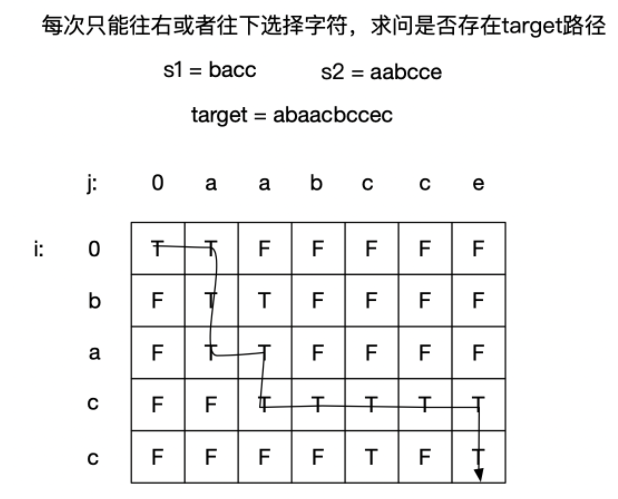 每次只能往右或者往下选择字符，求问是否存在target路径
s1 = bacc s2 = aabcce
target = abaacbccec
j: 0 a a b c c e
i: 0 T T F F F F F
b F T T F F F F
a F T T F F F F
c F F T T T T T
c F F F F T F T